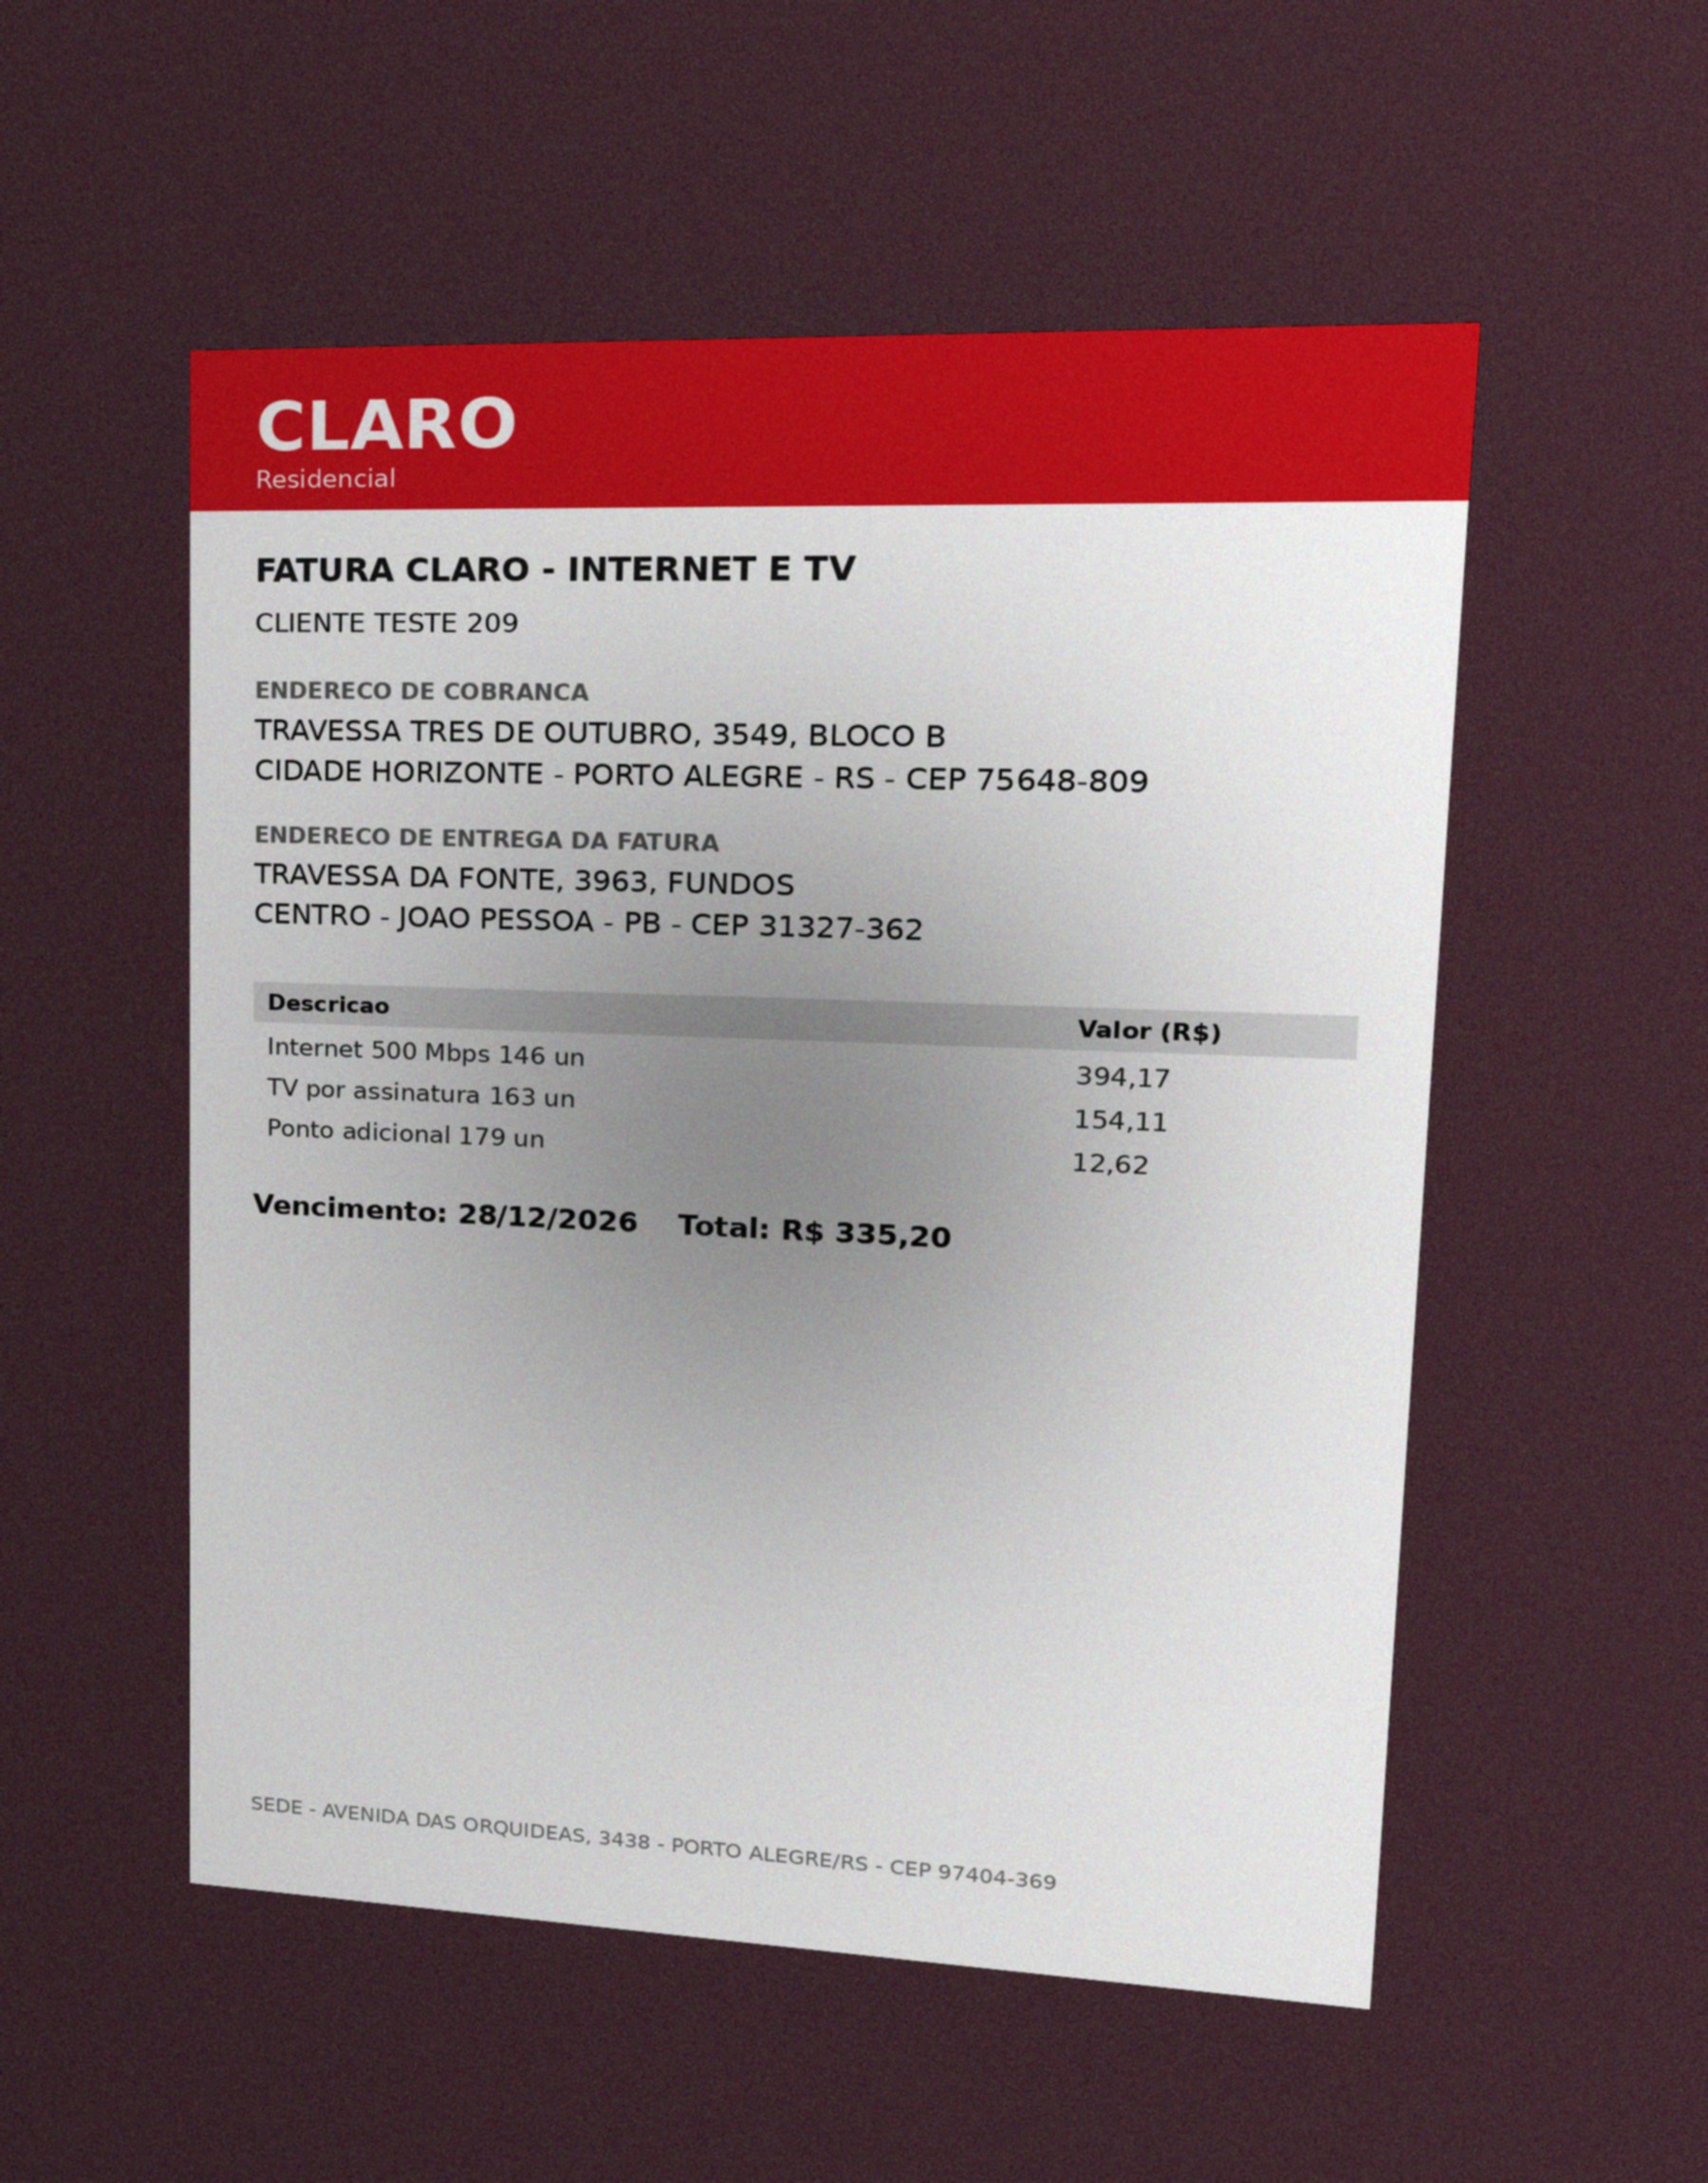 CLARO
Residencial
FATURA CLARO - INTERNET E TV
CLIENTE TESTE 209
ENDERECO DE COBRANCA
TRAVESSA TRES DE OUTUBRO, 3549, BLOCO B
CIDADE HORIZONTE - PORTO ALEGRE - RS - CEP 75648-809
ENDERECO DE ENTREGA DA FATURA
TRAVESSA DA FONTE, 3963, FUNDOS
CENTRO - JOAO PESSOA - PB - CEP 31327-362
Descricao Valor (R$)
Internet 500 Mbps 146 un 394,17
TV por assinatura 163 un 154,11
Ponto adicional 179 un 12,62
Vencimento: 28/12/2026 Total: R$ 335,20
SEDE - AVENIDA DAS ORQUIDEAS, 3438 - PORTO ALEGRE/RS - CEP 97404-369